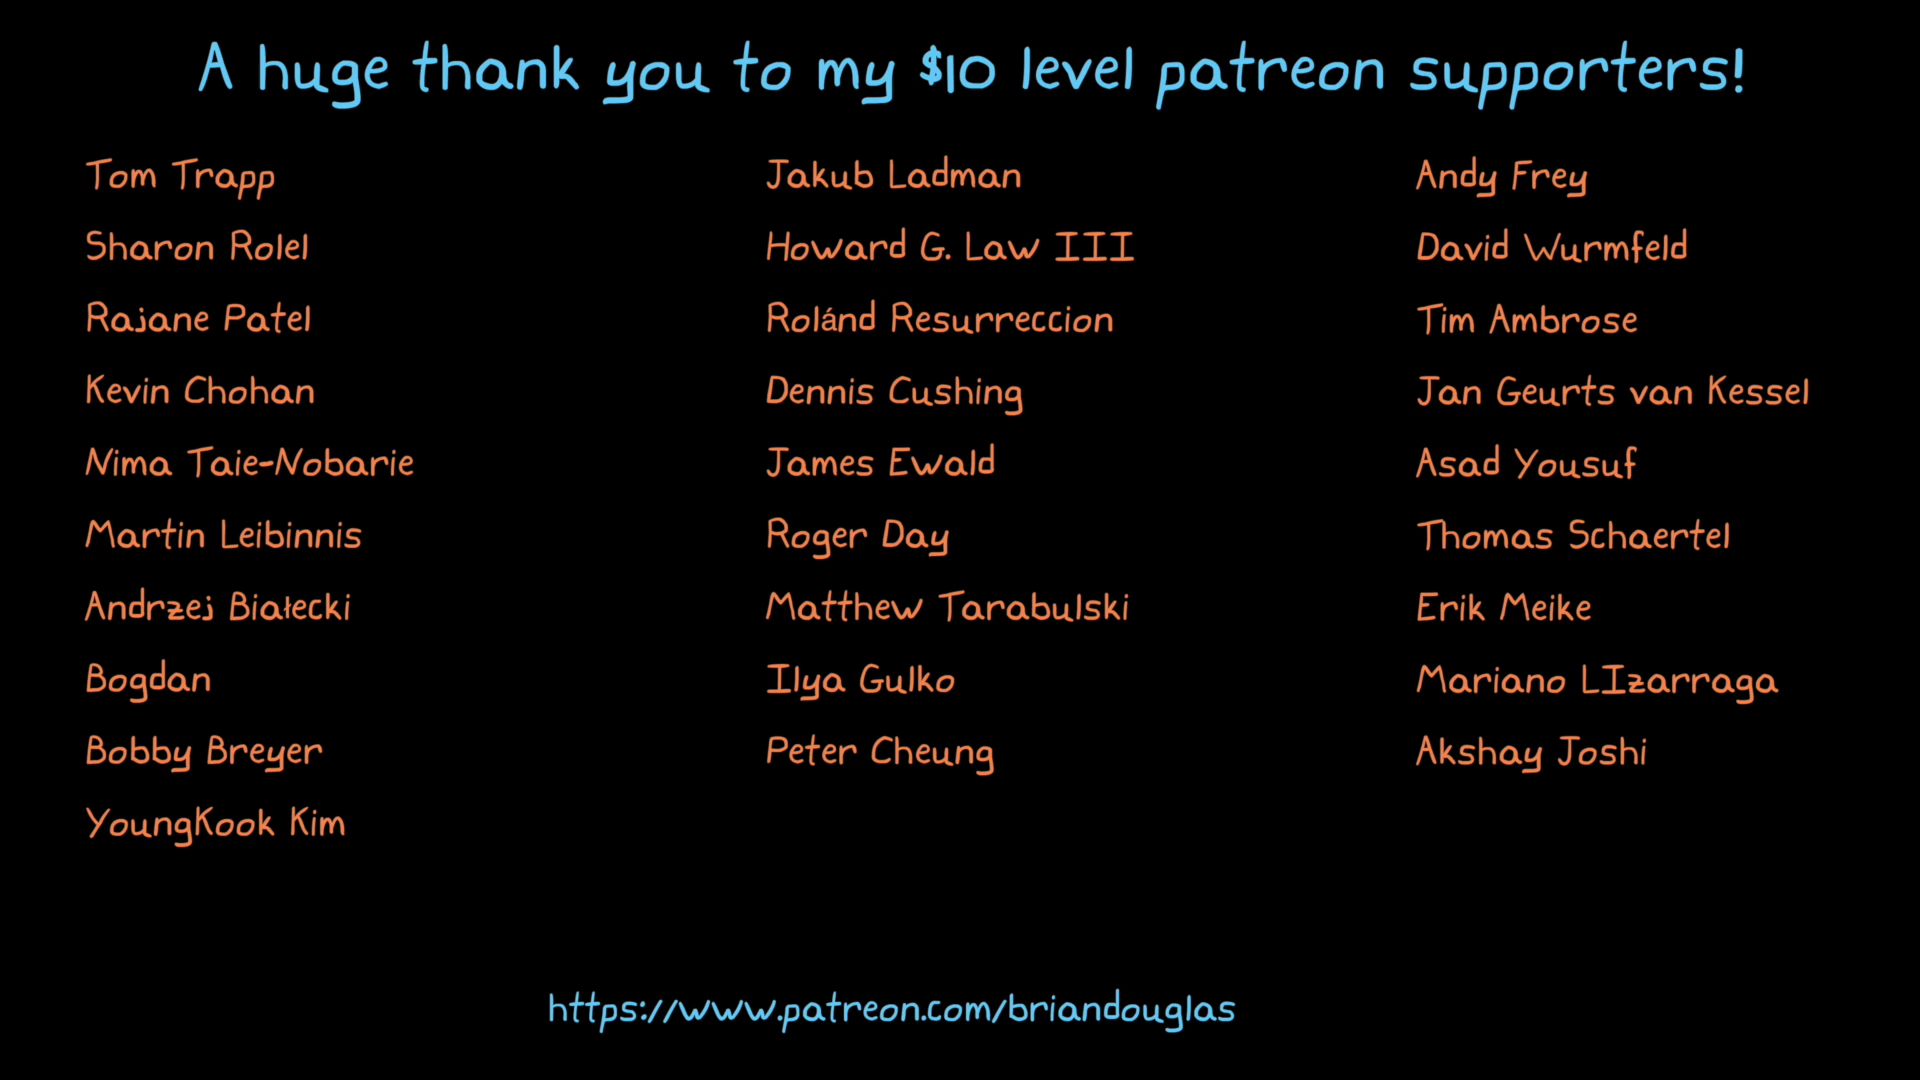 A huge thank you to my $10 level patreon supporters!
Tom Trapp
Sharon Rolel
Rajane Patel
Kevin Chohan
Nima Taie-Nobarie
Martin Leibinnis
Andrzej Białecki
Bogdan
Bobby Breyer
YoungKook Kim
Jakub Ladman
Howard G. Law III
Rolánd Resurreccion
Dennis Cushing
James Ewald
Roger Day
Matthew Tarabulski
Ilya Gulko
Peter Cheung
Andy Frey
David Wurmfeld
Tim Ambrose
Jan Geurts van Kessel
Asad Yousuf
Thomas Schaertel
Erik Meike
Mariano LIzarraga
Akshay Joshi
https://www.patreon.com/briandouglas